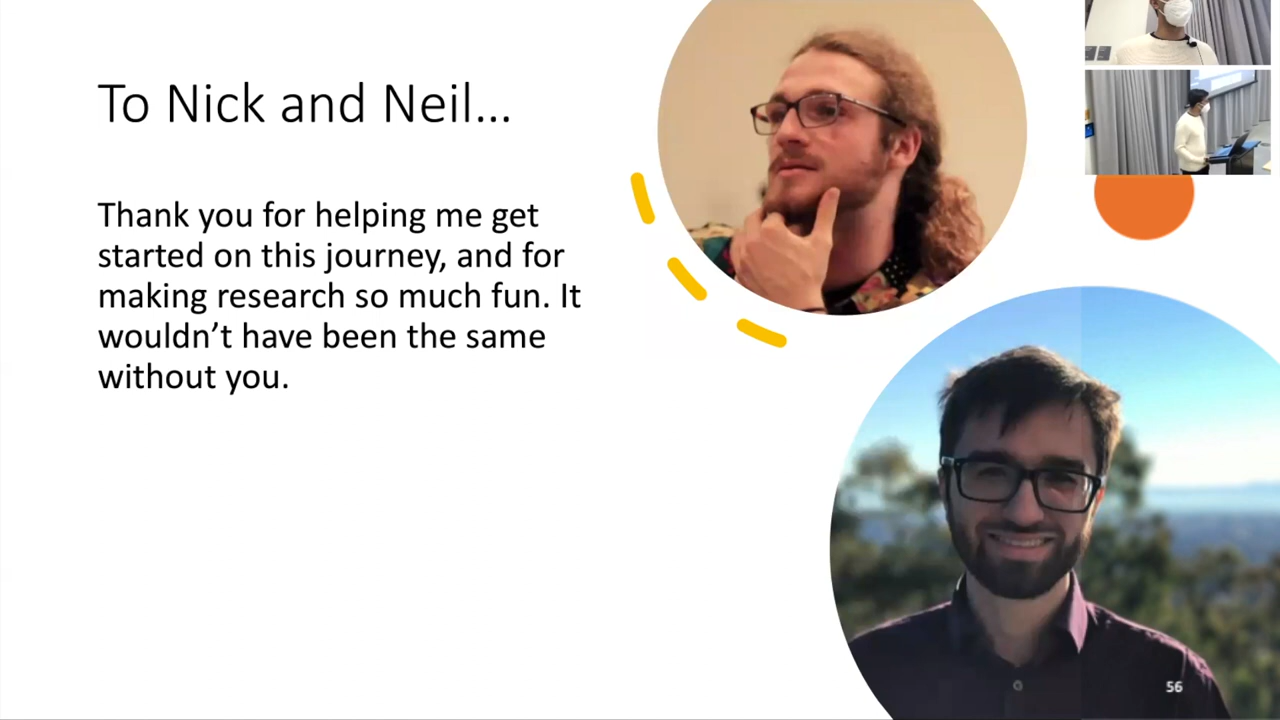 To Nick and Neil…
Thank you for helping me get
started on this journey, and for
making research so much fun. It
wouldn’t have been the same
without you.
56